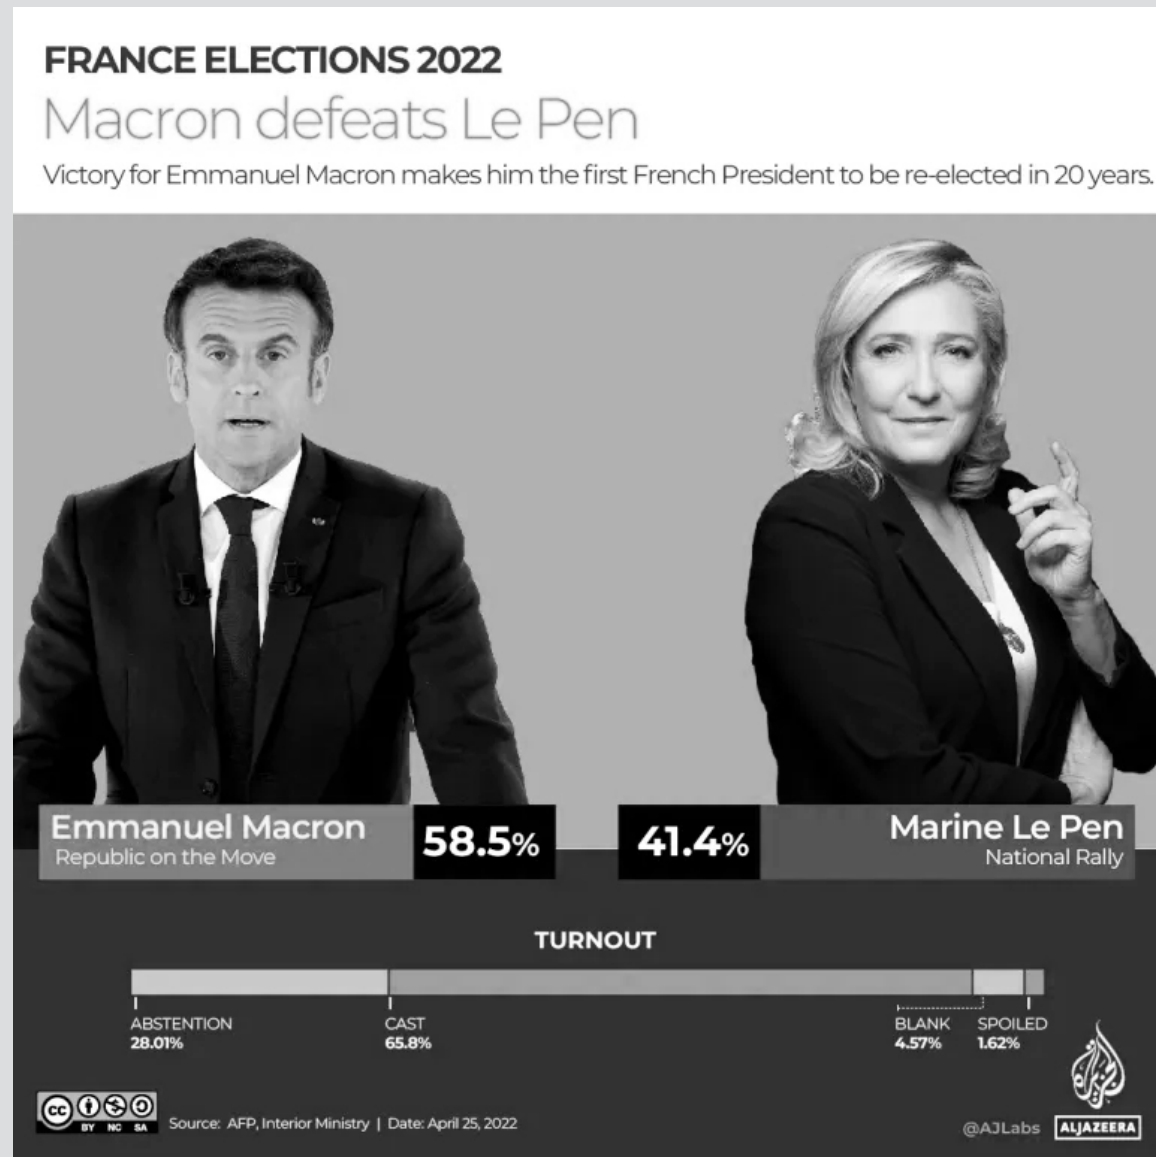 FRANCE ELECTIONS 2022
Macron defeats Le Pen
Victory for Emmanuel Macron makes him the first French President to be re-elected in 20 years.
Emmanuel Macron
Republic on the Move
58.5%
41.4%
Marine Le Pen
National Rally
TURNOUT
ABSTENTION
28.01%
CAST
65.8%
BLANK
4.57%
SPOILED
1.62%
cc
BY NC SA
Source: AFP, Interior Ministry | Date: April 25, 2022
@AJLabs
الجزيرة
ALJAZEERA